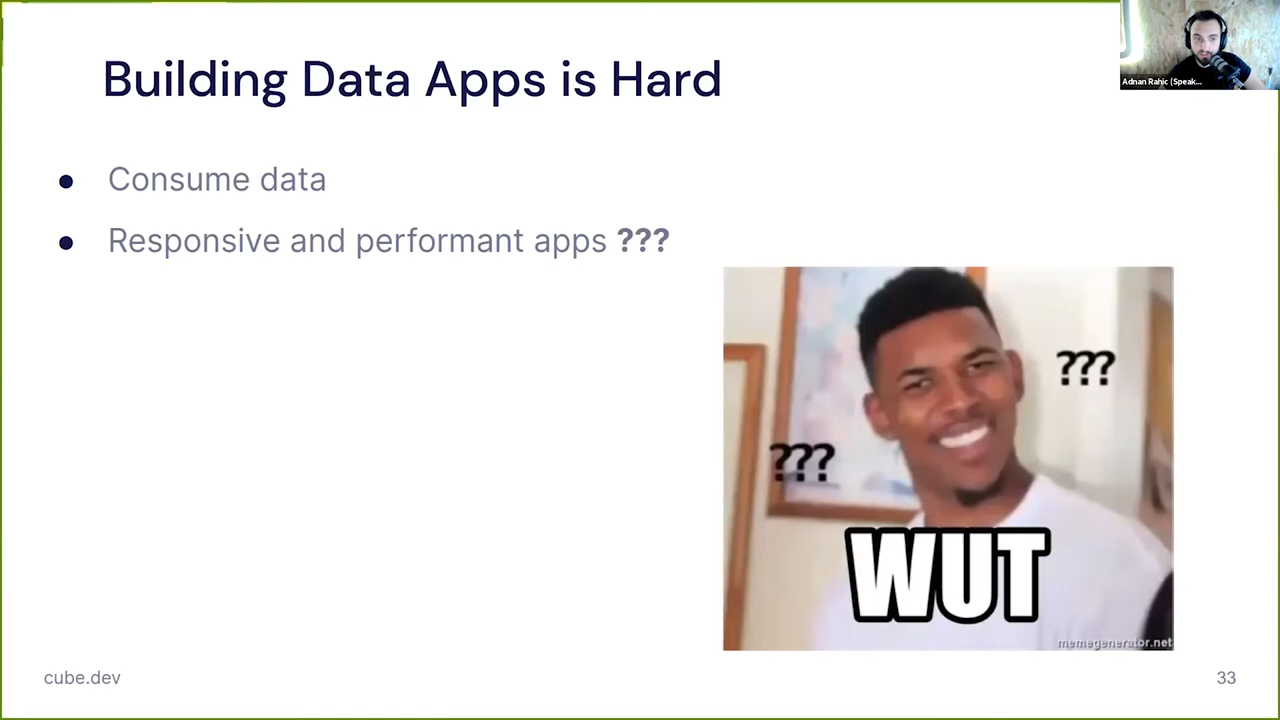 Building Data Apps is Hard
Adnan Rahic (Speak...
● Consume data
● Responsive and performant apps ???
???
???
WUT
memegenerator.net
cube.dev
33